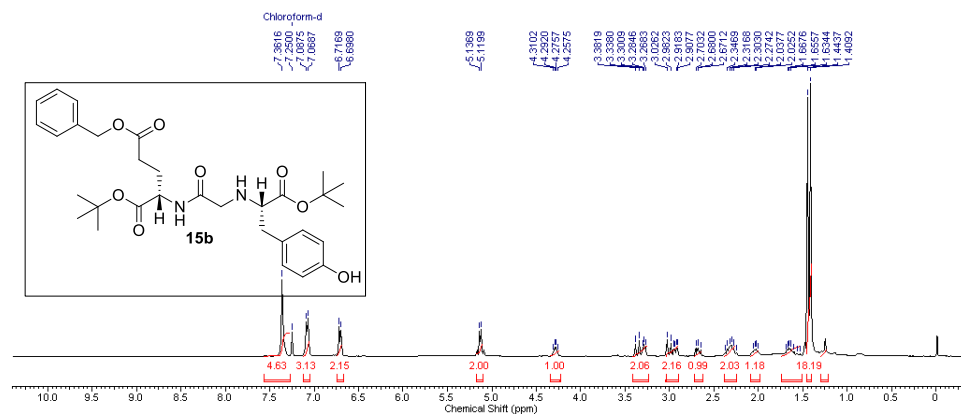 Chloroform-d
7.3616
7.2500
7.0875
7.0687
6.7169
6.6980
5.1369
5.1199
4.3102
4.2920
4.2757
4.2575
3.3819
3.3380
3.3009
3.2846
3.2683
3.0262
2.9823
2.9183
2.9077
2.7032
2.6800
2.6712
2.3469
2.3168
2.3030
2.2742
2.0377
2.0252
1.6676
1.6557
1.6344
1.4437
1.4092
O
O
O
O
H
N
H
O
HN
H
O
O
O
15b
OH
4.63 3.13 2.15 2.00 1.00 2.06 2.16 0.99 2.03 1.18 18.19
10.0 9.5 9.0 8.5 8.0 7.5 7.0 6.5 6.0 5.5 5.0 4.5 4.0 3.5 3.0 2.5 2.0 1.5 1.0 0.5 0
Chemical Shift (ppm)